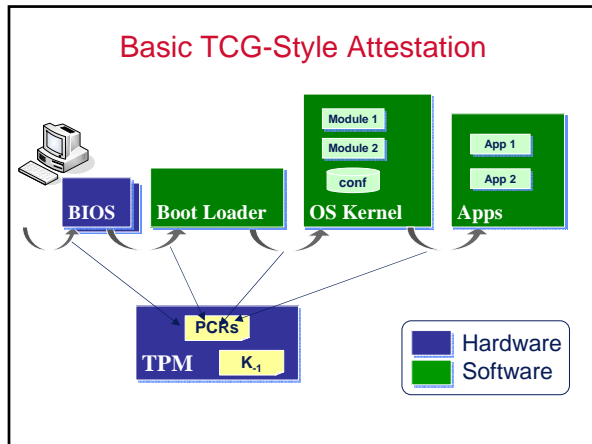 Basic TCG-Style Attestation
BIOS
Boot Loader
Module 1
Module 2
conf
OS Kernel
App 1
App 2
Apps
PCRs
K-1
TPM
Hardware
Software